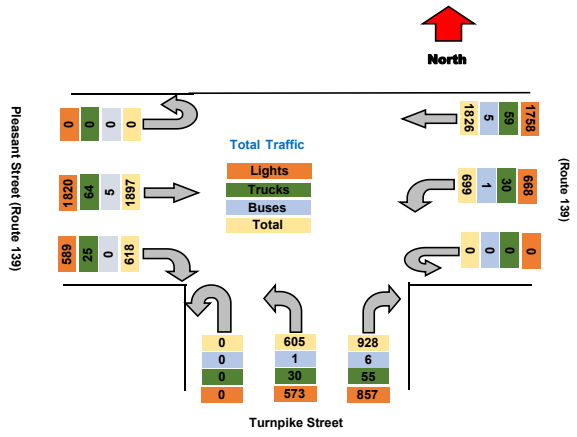 North
Pleasant Street (Route 139)
0 0 0 0
1820 64 5 1897
589 25 0 618
Total Traffic
Lights
Trucks
Buses
Total
1826 5 59 1758
699 1 30 668
0 0 0 0
(Route 139)
0 605 928
0 1 6
0 30 55
0 573 857
Turnpike Street